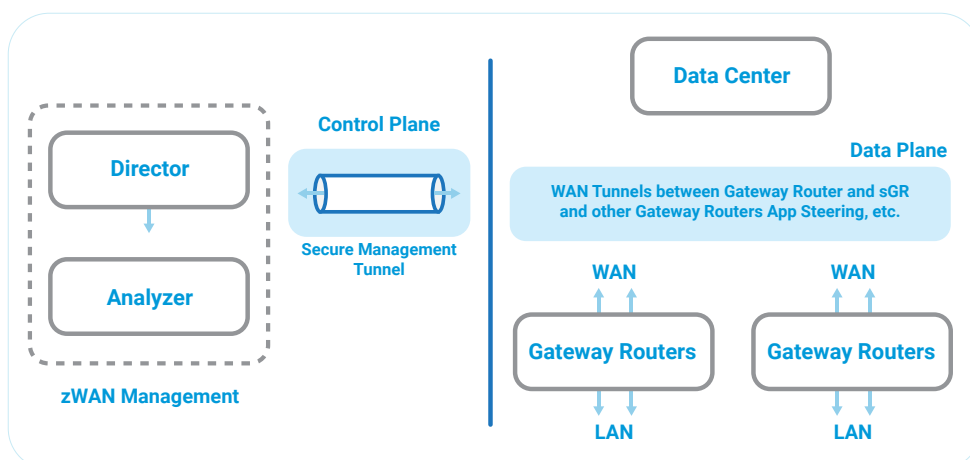 Director
Analyzer
zWAN Management
Control Plane
Secure Management
Tunnel
Data Center
Data Plane
WAN Tunnels between Gateway Router and sGR
and other Gateway Routers App Steering, etc.
WAN
WAN
Gateway Routers
Gateway Routers
LAN
LAN